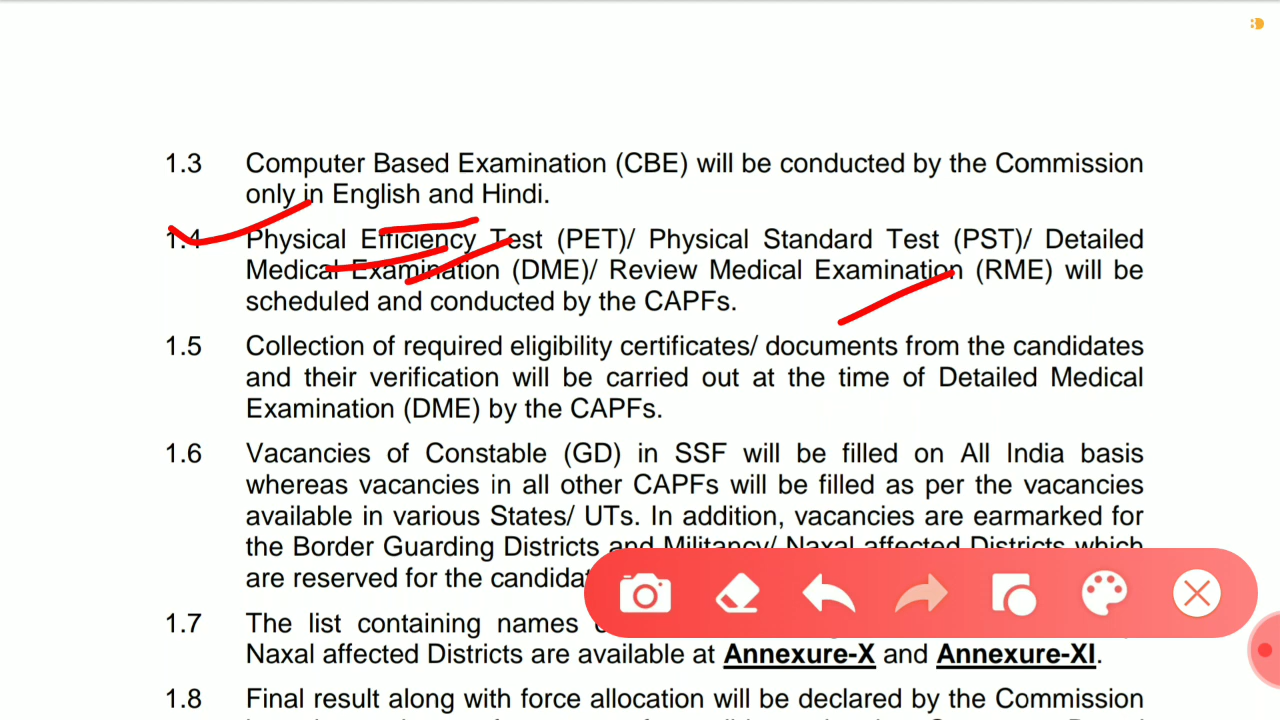 1.3 Computer Based Examination (CBE) will be conducted by the Commission
only in English and Hindi.
1.4 Physical Efficiency Test (PET)/ Physical Standard Test (PST)/ Detailed
Medical Examination (DME)/ Review Medical Examination (RME) will be
scheduled and conducted by the CAPFs.
1.5 Collection of required eligibility certificates/ documents from the candidates
and their verification will be carried out at the time of Detailed Medical
Examination (DME) by the CAPFs.
1.6 Vacancies of Constable (GD) in SSF will be filled on All India basis
whereas vacancies in all other CAPFs will be filled as per the vacancies
available in various States/ UTs. In addition, vacancies are earmarked for
the Border Guarding Districts and Militancy/ Naxal affected Districts which
are reserved for the
1.7 The list containing names
Naxal affected Districts are available at Annexure-X and Annexure-XI.
1.8 Final result along with force allocation will be declared by the Commission